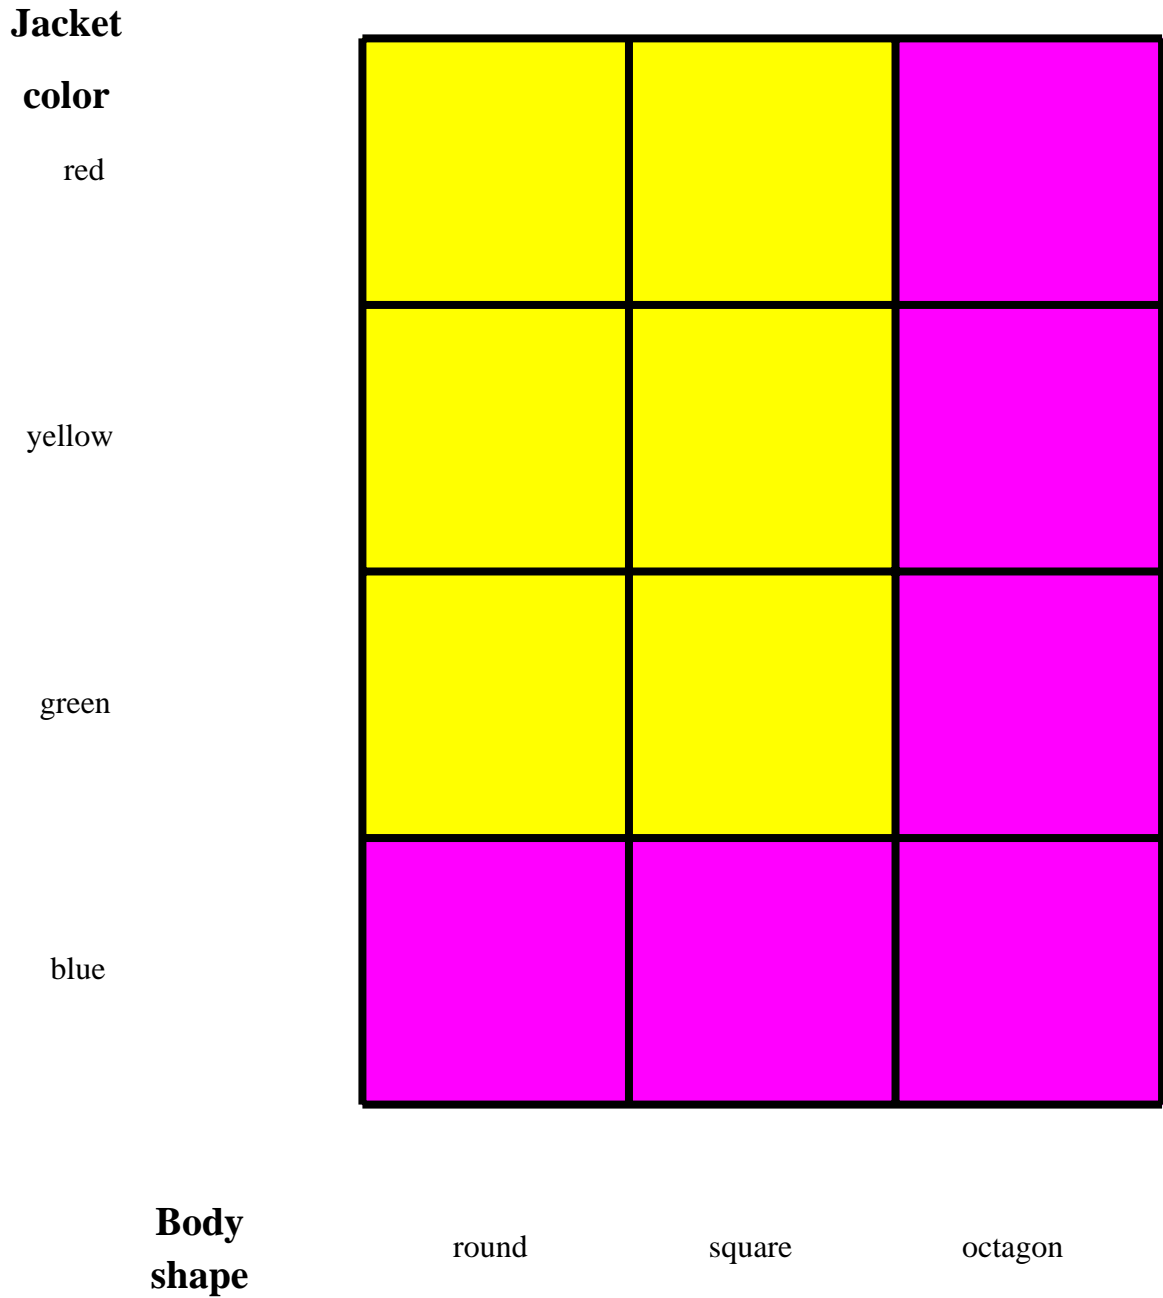 Jacket
color
red
yellow
green
blue
Body
shape
round square octagon